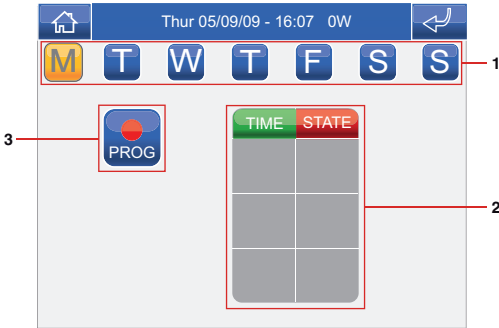 Thur 05/09/09 - 16:07 0W
M T W T F S S
1
3
PROG
TIME STATE
2